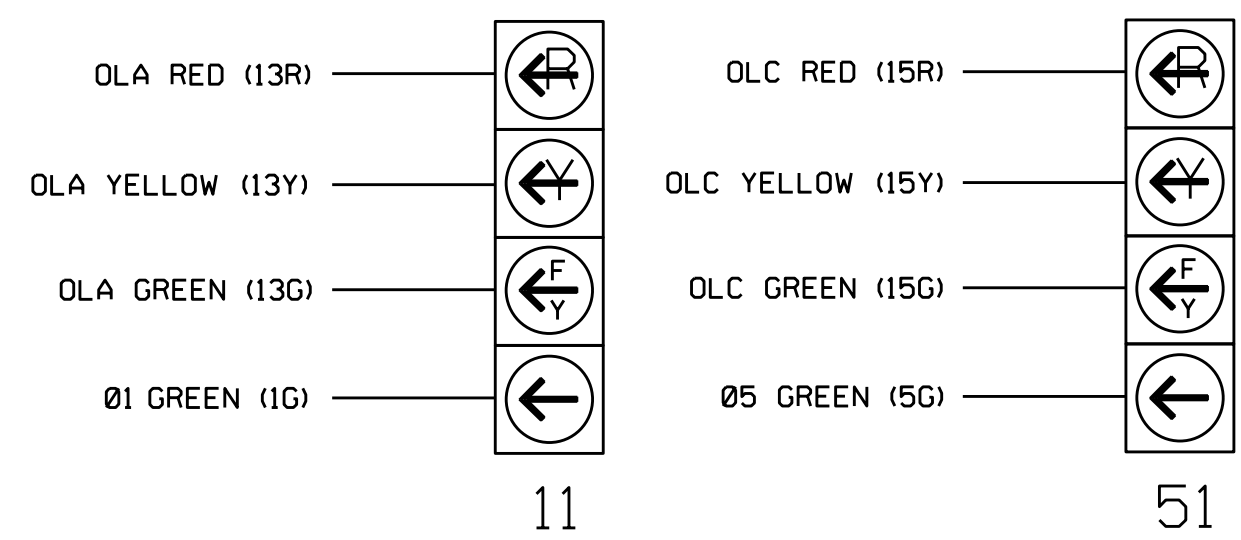 OLA RED (13R)
R
OLA YELLOW (13Y)
Y
OLA GREEN (13G)
F
Y
Ø1 GREEN (1G)
11
OLC RED (15R)
R
OLC YELLOW (15Y)
Y
OLC GREEN (15G)
F
Y
Ø5 GREEN (5G)
51